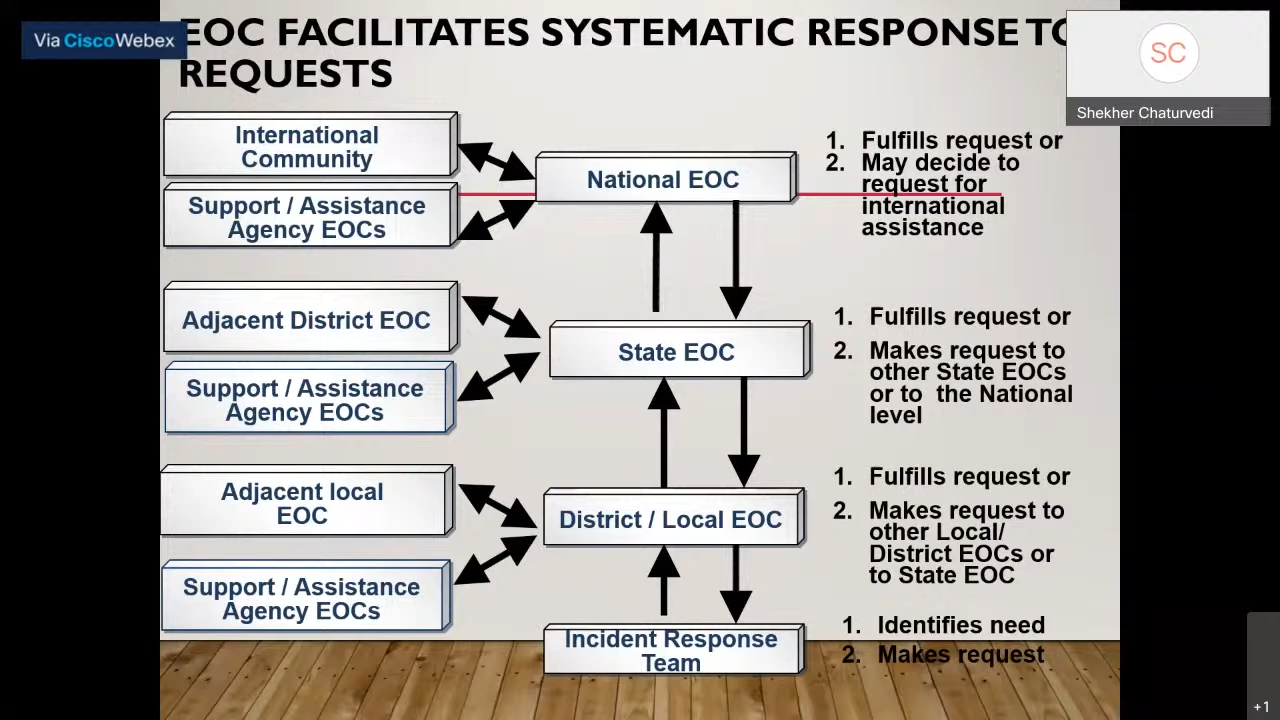 Via Cisco Webex
EOC FACILITATES SYSTEMATIC RESPONSE TO
REQUESTS
SC
Shekher Chaturvedi
International
Community
Support / Assistance
Agency EOCs
National EOC
1. Fulfills request or
2. May decide to
request for
international
assistance
Adjacent District EOC
Support / Assistance
Agency EOCs
State EOC
1. Fulfills request or
2. Makes request to
other State EOCs
or to the National
level
Adjacent local
EOC
Support / Assistance
Agency EOCs
District / Local EOC
1. Fulfills request or
2. Makes request to
other Local/
District EOCs or
to State EOC
Incident Response
Team
1. Identifies need
2. Makes request
+1